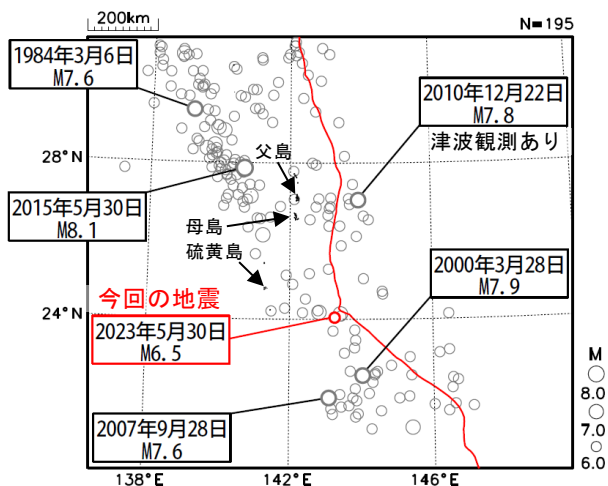 200km
N=195
1984年3月6日
M7.6
2010年12月22日
M7.8
津波観測あり
父島
28°N
2015年5月30日
M8.1
母島
硫黄島
2000年3月28日
M7.9
今回の地震
24°N
2023年5月30日
M6.5
2007年9月28日
M7.6
M
8.0
7.0
6.0
138°E
142°E
146°E